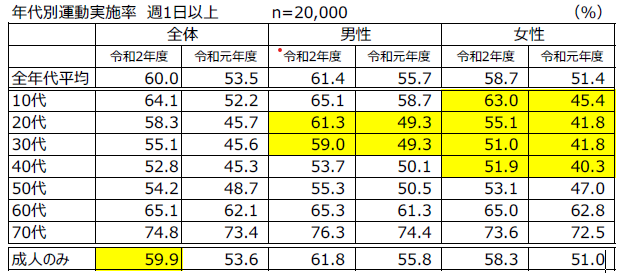 年代別運動実施率 週1日以上 n=20,000 （%）
全体 男性 女性
令和2年度 令和元年度 令和2年度 令和元年度 令和2年度 令和元年度
全年代平均 60.0 53.5 61.4 55.7 58.7 51.4
10代 64.1 52.2 65.1 58.7 63.0 45.4
20代 58.3 45.7 61.3 49.3 55.1 41.8
30代 55.1 45.6 59.0 49.3 51.0 41.8
40代 52.8 45.3 53.7 50.1 51.9 40.3
50代 54.2 48.7 55.3 50.5 53.1 47.0
60代 65.1 62.1 65.3 61.3 65.0 62.8
70代 74.8 73.4 76.3 74.4 73.6 72.5
成人のみ 59.9 53.6 61.8 55.8 58.3 51.0